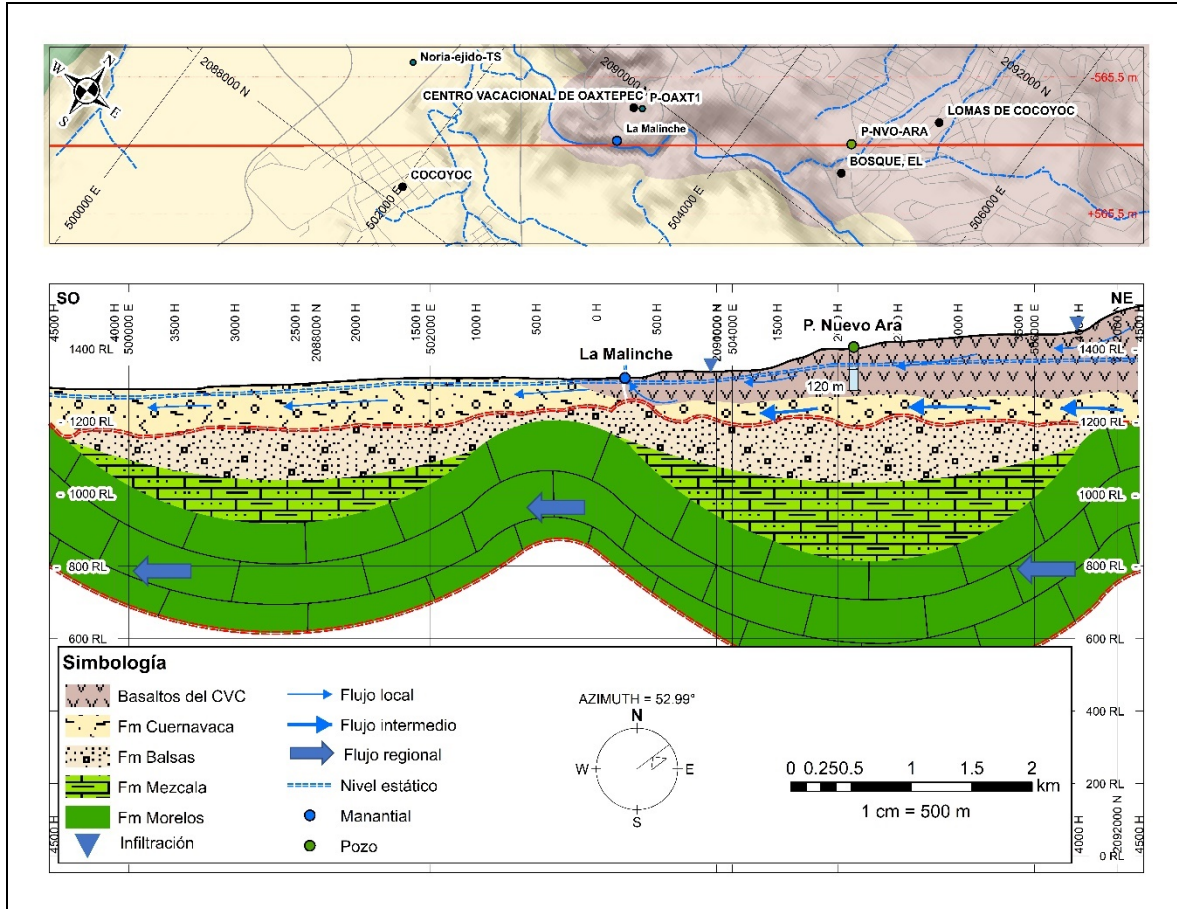 N
W
E
S
2088000 N
Noria-ejido-TS
2090000 N
2092000 N
-565.5 m
CENTRO VACACIONAL DE OAXTEPEC
P-OAXT1
LOMAS DE COCOYOC
La Malinche
P-NVO-ARA
BOSQUE, EL
COCOYOC
500000 E
502000 E
504000 E
506000 E
+565.5 m
SO
NE
4500 H
4000 H
500000 E
3500 H
3000 H
2088000 N
2000 H
502000 E
1000 H
500 H
0 H
500 H
2090000 N
504000 E
1500 H
P. Nuevo Ara
1400 RL
1400 RL
La Malinche
120 m
1200 RL
1200 RL
1000 RL
1000 RL
800 RL
800 RL
600 RL
600 RL
Simbología
Basaltos del CVC
Fm Cuernavaca
Fm Balsas
Fm Mezcala
Fm Morelos
Infiltración
Flujo local
Flujo intermedio
Flujo regional
Nivel estático
Manantial
Pozo
AZIMUTH = 52.99°
N
W
E
S
0 0.25 0.5 1 1.5 2
km
1 cm = 500 m
400 RL
200 RL
0 RL
4500 H
4000 H
2092000 N
4500 H